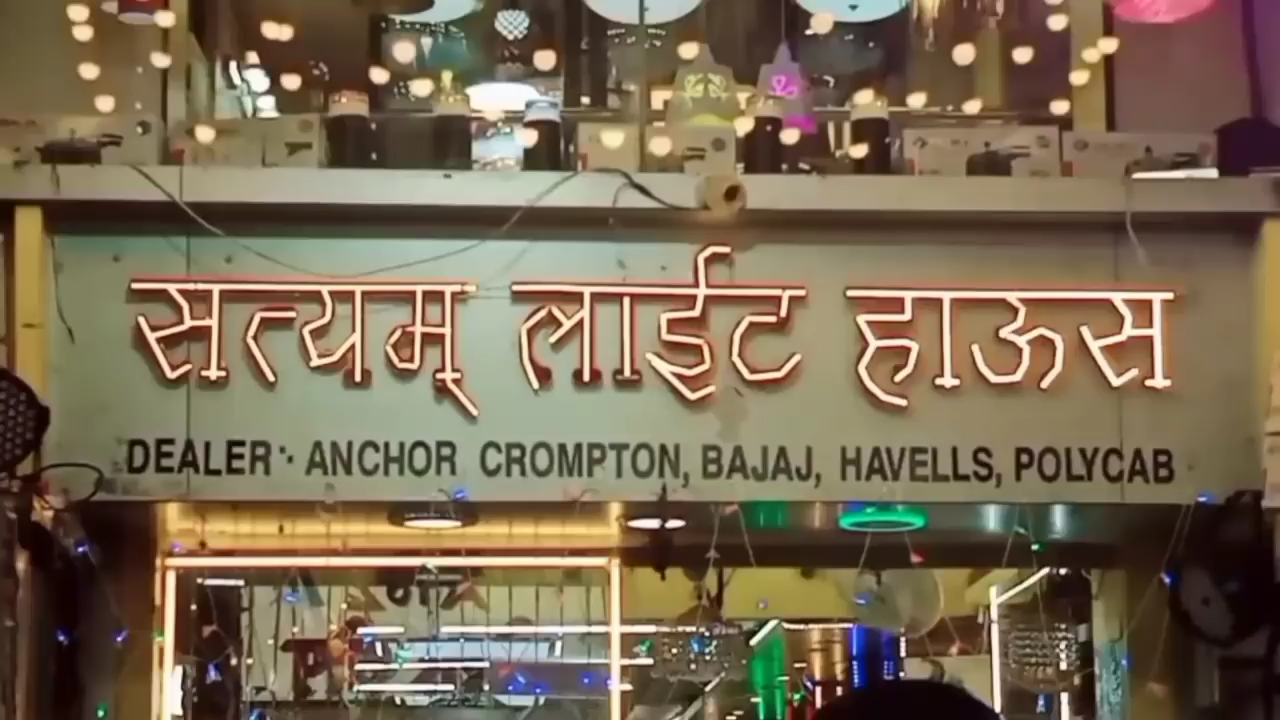 सत्यम् लाईट हाऊस
DEALER:- ANCHOR CROMPTON, BAJAJ, HAVELLS, POLYCAB